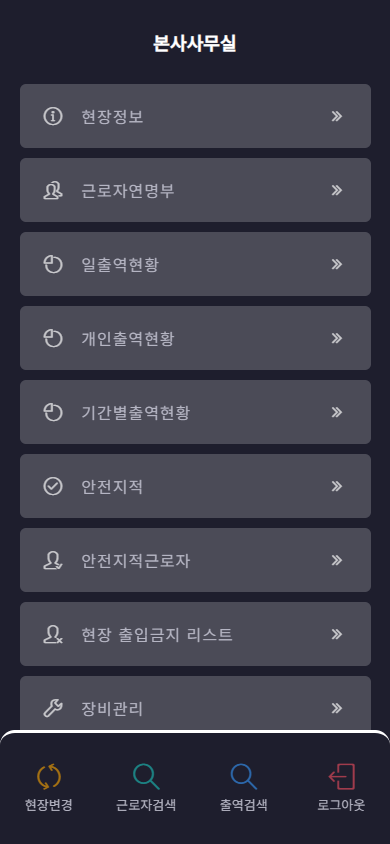 본사사무실
현장정보
근로자연명부
일출역현황
개인출역현황
기간별출역현황
안전지적
안전지적근로자
현장 출입금지 리스트
장비관리
현장변경
근로자검색
출역검색
로그아웃